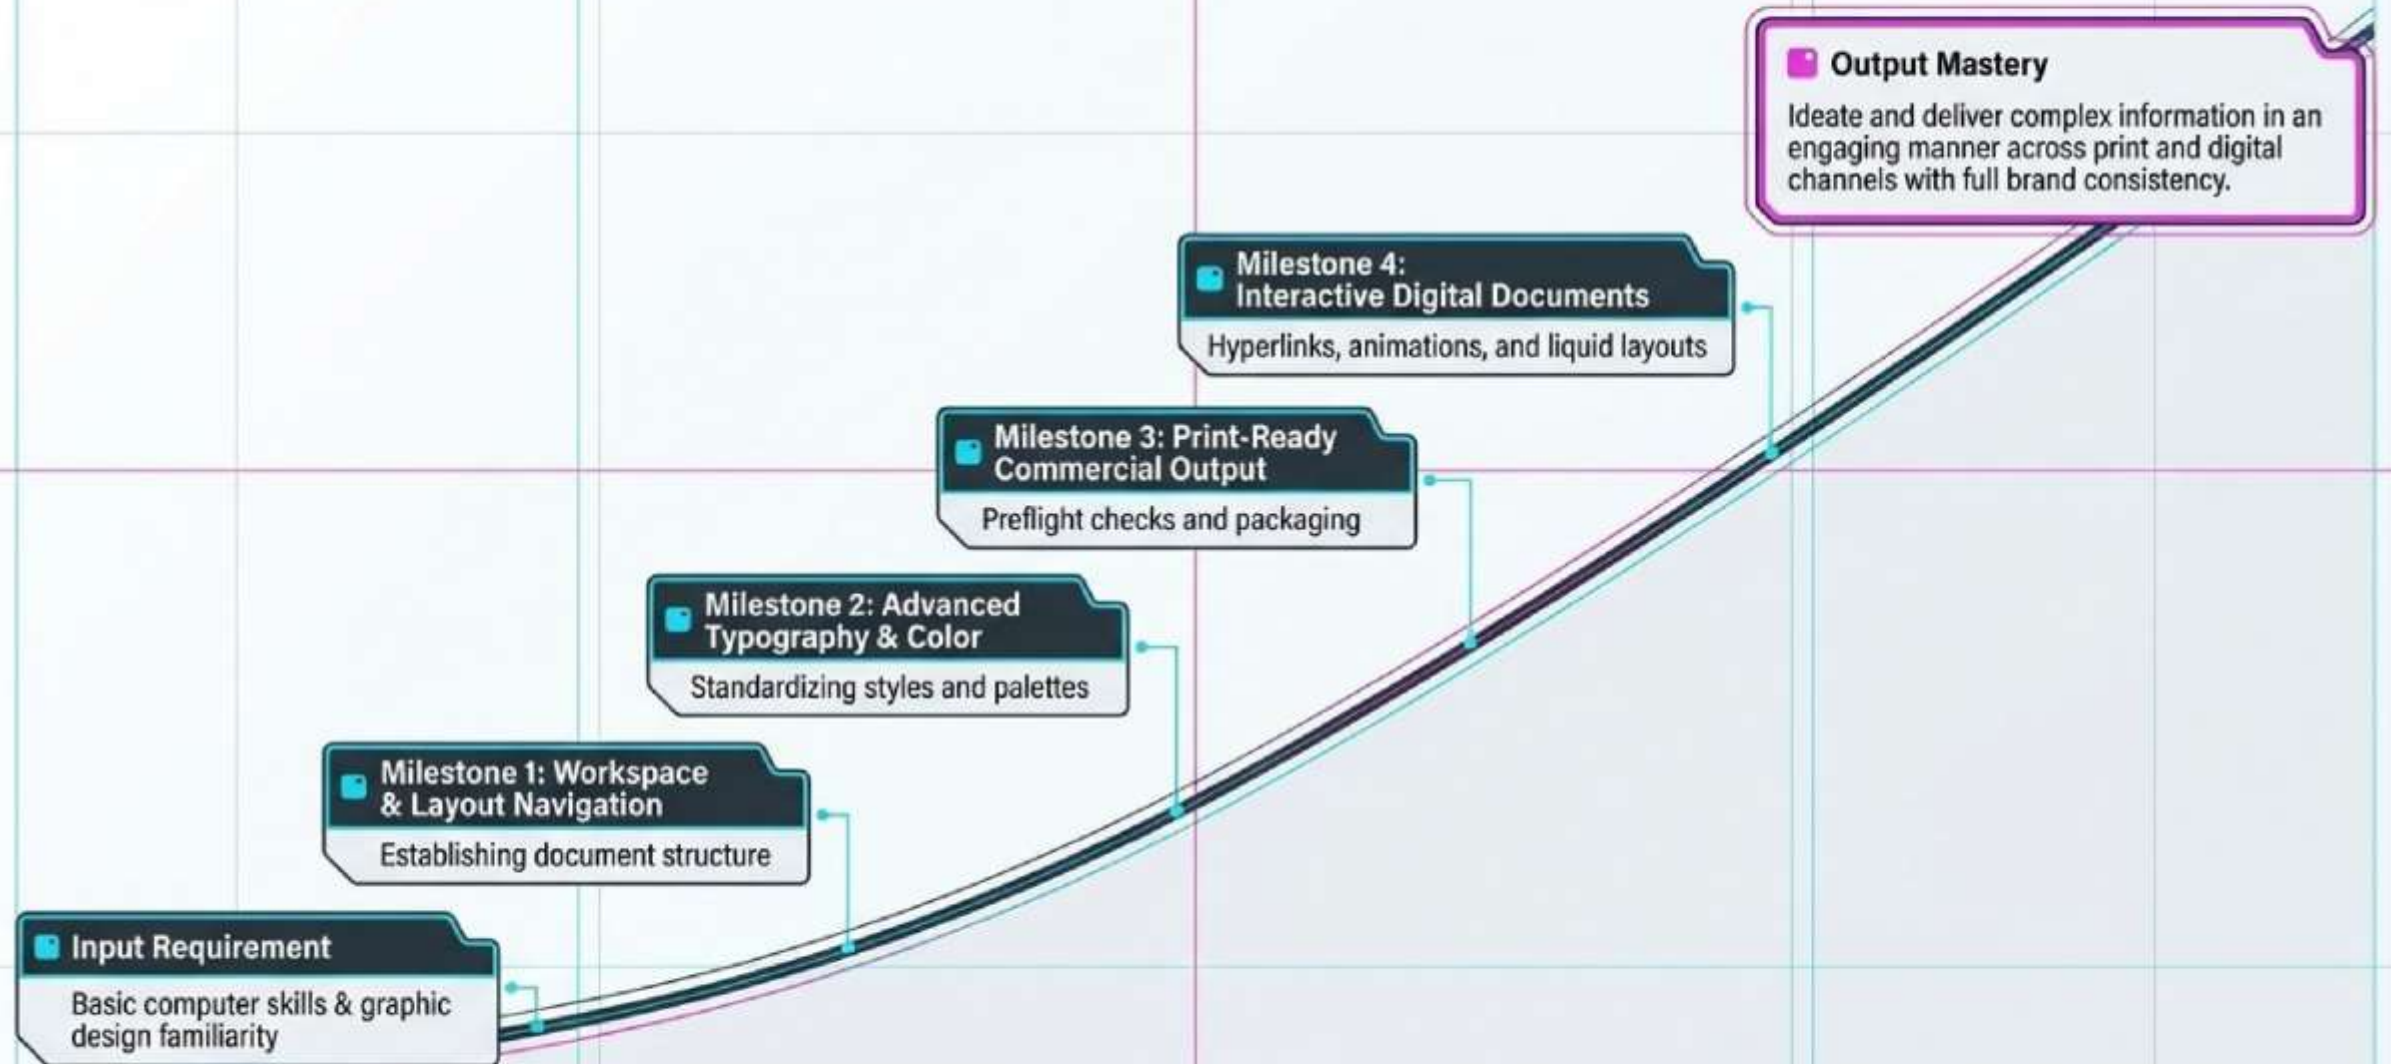 Output Mastery
Ideate and deliver complex information in an
engaging manner across print and digital
channels with full brand consistency.
Milestone 4:
Interactive Digital Documents
Hyperlinks, animations, and liquid layouts
Milestone 3: Print-Ready
Commercial Output
Preflight checks and packaging
Milestone 2: Advanced
Typography & Color
Standardizing styles and palettes
Milestone 1: Workspace
& Layout Navigation
Establishing document structure
Input Requirement
Basic computer skills & graphic
design familiarity